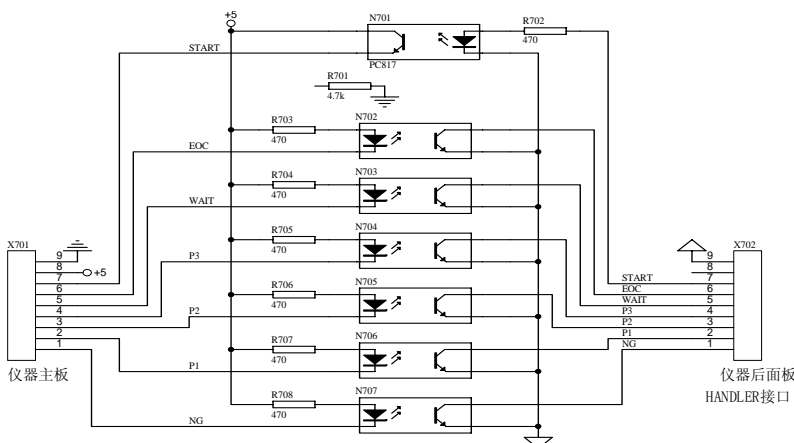 +5
N701
R702
470
START
PC817
R701
4.7k
R703
N702
470
EOC
R704
N703
470
WAIT
R705
N704
470
P3
R706
N705
470
P2
R707
N706
470
P1
R708
N707
470
NG
X701
9
8
7
6
5
4
3
2
1
+5
仪器主板
X702
9
8
7
6
5
4
3
2
1
START
EOC
WAIT
P3
P2
P1
NG
仪器后面板
HANDLER接口